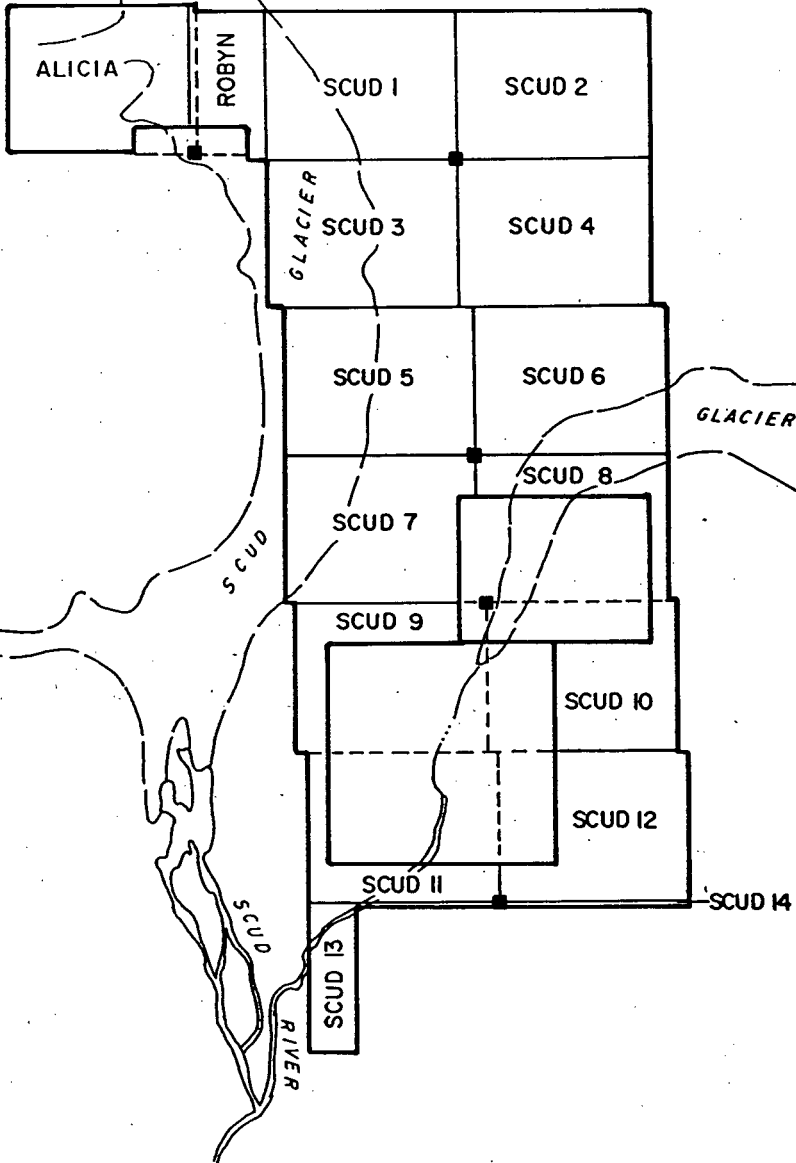 ALICIA
ROBYN
SCUD 1
SCUD 2
GLACIER
SCUD 3
SCUD 4
SCUD 5
SCUD 6
GLACIER
SCUD 8
SCUD 7
SCUD
SCUD 9
SCUD 10
SCUD 12
SCUD 11
SCUD 14
SCUD
SCUD 13
RIVER